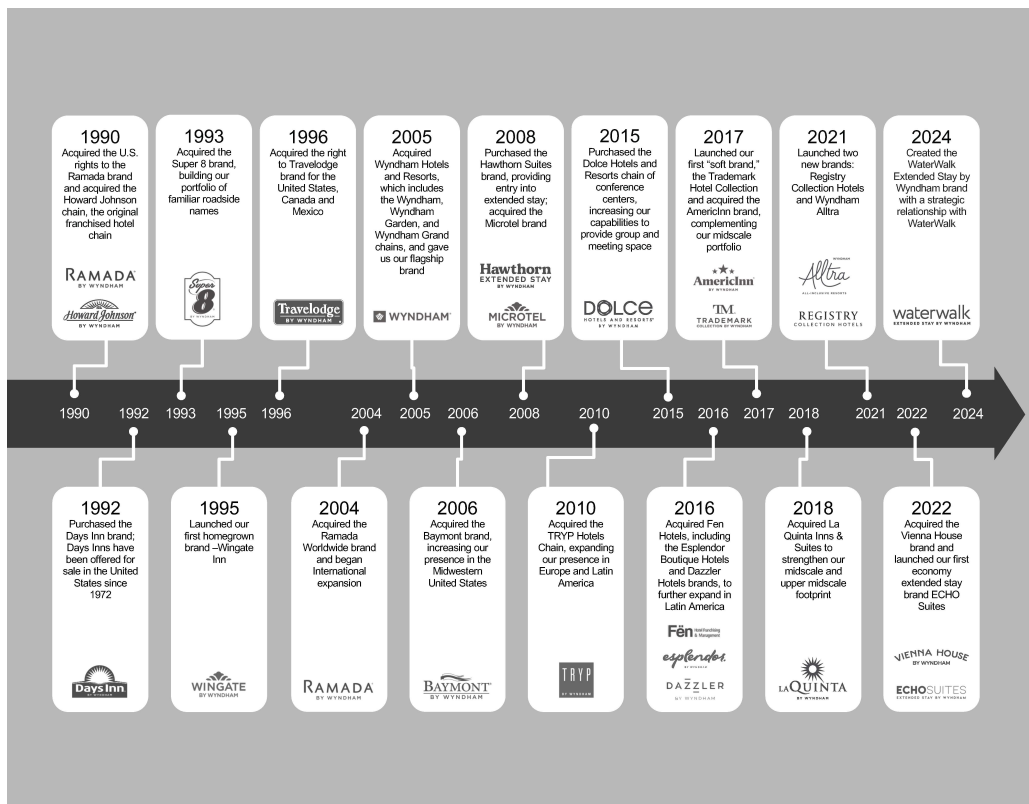 1990
Acquired the U.S.
rights to the
Ramada brand
and acquired the
Howard Johnson
chain, the original
franchised hotel
chain
RAMADA®
BY WYNDHAM
Howard Johnson®
BY WYNDHAM
1993
Acquired the
Super 8 brand,
building our
portfolio of
familiar roadside
names
Super
8
BY WYNDHAM
1996
Acquired the right
to Travelodge
brand for the
United States,
Canada and
Mexico
Travelodge
BY WYNDHAM
2005
Acquired
Wyndham Hotels
and Resorts,
which includes
the Wyndham,
Wyndham
Garden, and
Wyndham Grand
chains, and gave
us our flagship
brand
WYNDHAM®
2008
Purchased the
Hawthorn Suites
brand, providing
entry into
extended stay;
acquired the
Microtel brand
Hawthorn
EXTENDED STAY
BY WYNDHAM
MICROTEL
BY WYNDHAM
2015
Purchased the
Dolce Hotels and
Resorts chain of
conference
centers,
increasing our
capabilities to
provide group and
meeting space
DOLCE
HOTELS AND RESORTS®
BY WYNDHAM
2017
Launched our
first “soft brand,”
the Trademark
Hotel Collection
and acquired the
AmericInn brand,
complementing
our midscale
portfolio
AmericInn®
BY WYNDHAM
TM
TRADEMARK
COLLECTION BY WYNDHAM
2021
Launched two
new brands:
Registry
Collection Hotels
and Wyndham
Alltra
WYNDHAM
Alltra
ALL-INCLUSIVE RESORTS
REGISTRY
COLLECTION HOTELS
2024
Created the
WaterWalk
Extended Stay by
Wyndham brand
with a strategic
relationship with
WaterWalk
waterwalk
EXTENDED STAY BY WYNDHAM
1990 1992 1993 1995 1996 2004 2005 2006 2008 2010 2015 2016 2017 2018 2021 2022 2024
1992
Purchased the
Days Inn brand;
Days Inns have
been offered for
sale in the United
States since
1972
Days Inn
BY WYNDHAM
1995
Launched our
first homegrown
brand –Wingate
Inn
WINGATE
BY WYNDHAM
2004
Acquired the
Ramada
Worldwide brand
and began
International
expansion
RAMADA®
BY WYNDHAM
2006
Acquired the
Baymont brand,
increasing our
presence in the
Midwestern
United States
BAYMONT®
BY WYNDHAM
2010
Acquired the
TRYP Hotels
Chain, expanding
our presence in
Europe and Latin
America
TRYP
BY WYNDHAM
2016
Acquired Fen
Hotels, including
the Esplendor
Boutique Hotels
and Dazzler
Hotels brands, to
further expand in
Latin America
Fën Hotel Franchising
& Management
esplendor.
BY WYNDHAM
DAZZLER
BY WYNDHAM
2018
Acquired La
Quinta Inns &
Suites to
strengthen our
midscale and
upper midscale
footprint
LAQUINTA
BY WYNDHAM
2022
Acquired the
Vienna House
brand and
launched our first
economy
extended stay
brand ECHO
Suites
VIENNA HOUSE
BY WYNDHAM
ECHOSUITES
EXTENDED STAY BY WYNDHAM